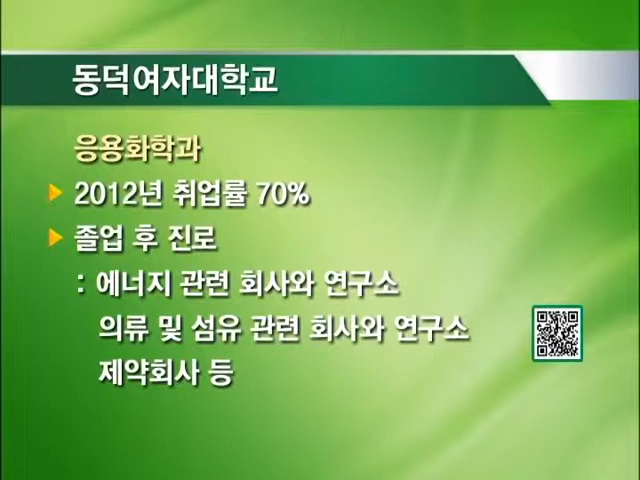 동덕여자대학교
응용화학과
▶ 2012년 취업률 70%
▶ 졸업 후 진로
: 에너지 관련 회사와 연구소
의류 및 섬유 관련 회사와 연구소
제약회사 등